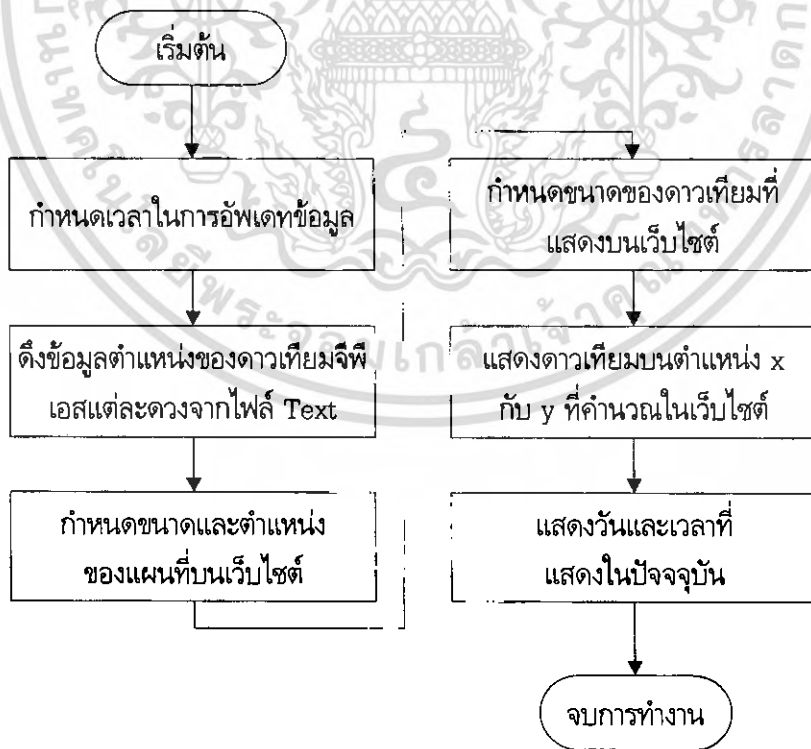 เริ่มต้น
กำหนดเวลาในการอัพเดทข้อมูล
ดึงข้อมูลตำแหน่งของดาวเทียมจีพี
เอสแต่ละดวงจากไฟล์ Text
กำหนดขนาดและตำแหน่ง
ของแผนที่บนเว็บไซต์
กำหนดขนาดของดาวเทียมที่
แสดงบนเว็บไซต์
แสดงดาวเทียมบนตำแหน่ง x
กับ y ที่คำนวณในเว็บไซต์
แสดงวันและเวลาที่
แสดงในปัจจจุบัน
จบการทำงาน